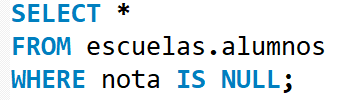 SELECT *
FROM escuelas.alumnos
WHERE nota IS NULL;